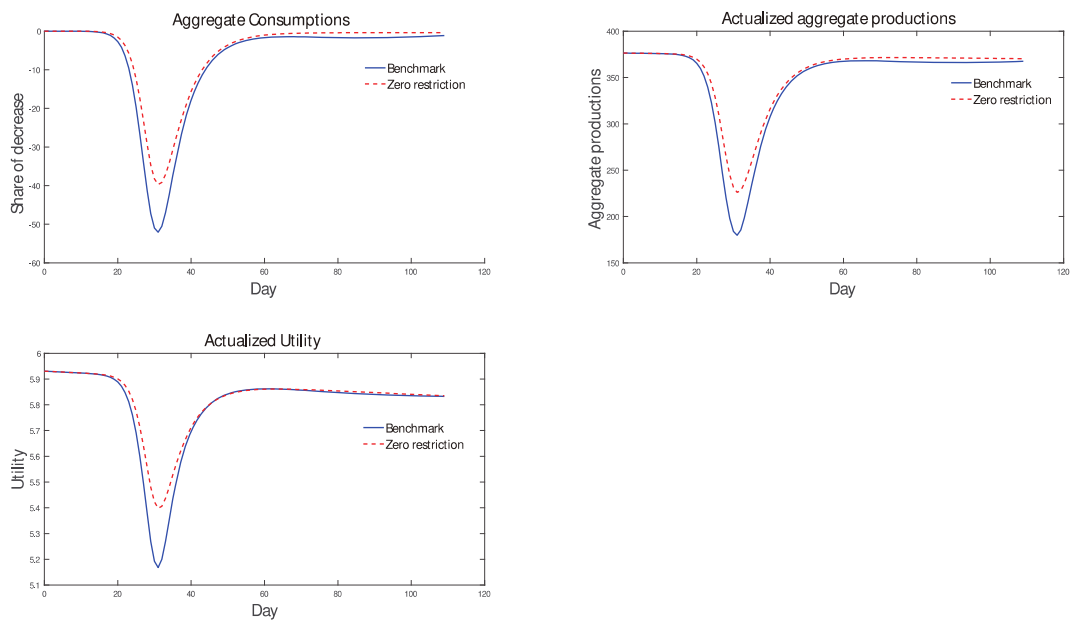 Aggregate Consumptions
0
-10
-20
-30
-40
-50
-60
0 20 40 60 80 100 120
Share of decrease
Day
Benchmark
Zero restriction
Actualized aggregate productions
400
350
300
250
200
150
0 20 40 60 80 100 120
Aggregate productions
Day
Benchmark
Zero restriction
Actualized Utility
6
5.9
5.8
5.7
5.6
5.5
5.4
5.3
5.2
5.1
0 20 40 60 80 100 120
Utility
Day
Benchmark
Zero restriction